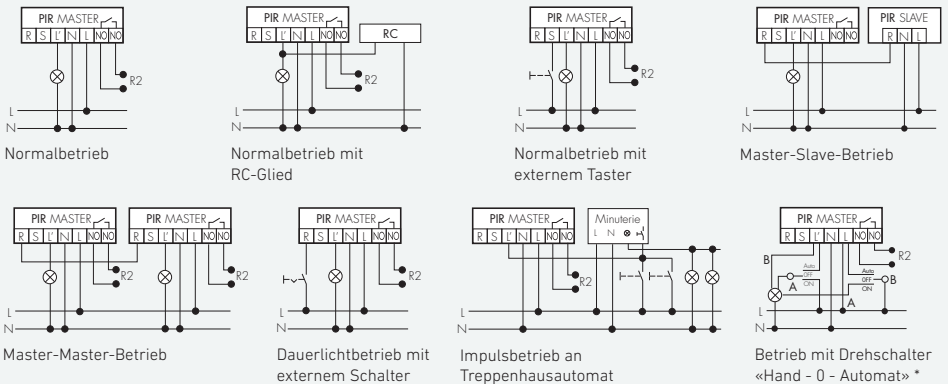 PIR MASTER
R S L' N L NO NO
R2
L
N
Normalbetrieb
PIR MASTER
R S L' N L NO NO
RC
R2
L
N
Normalbetrieb mit
RC-Glied
PIR MASTER
R S L' N L NO NO
R2
L
N
Normalbetrieb mit
externem Taster
PIR MASTER
R S L' N L NO NO
PIR SLAVE
R N L
L
N
Master-Slave-Betrieb
PIR MASTER
R S L' N L NO NO
R2
PIR MASTER
R S L' N L NO NO
R2
L
N
Master-Master-Betrieb
PIR MASTER
R S L' N L NO NO
R2
L
N
Dauerlichtbetrieb mit
externem Schalter
PIR MASTER
R S L' N L NO NO
Minuterie
L N
R2
L
N
Impulsbetrieb an
Treppenhausautomat
PIR MASTER
R S L' N L NO NO
R2
B
Auto
OFF
ON
A
Auto
OFF
ON
B
A
L
N
Betrieb mit Drehschalter
«Hand - 0 - Automat» *